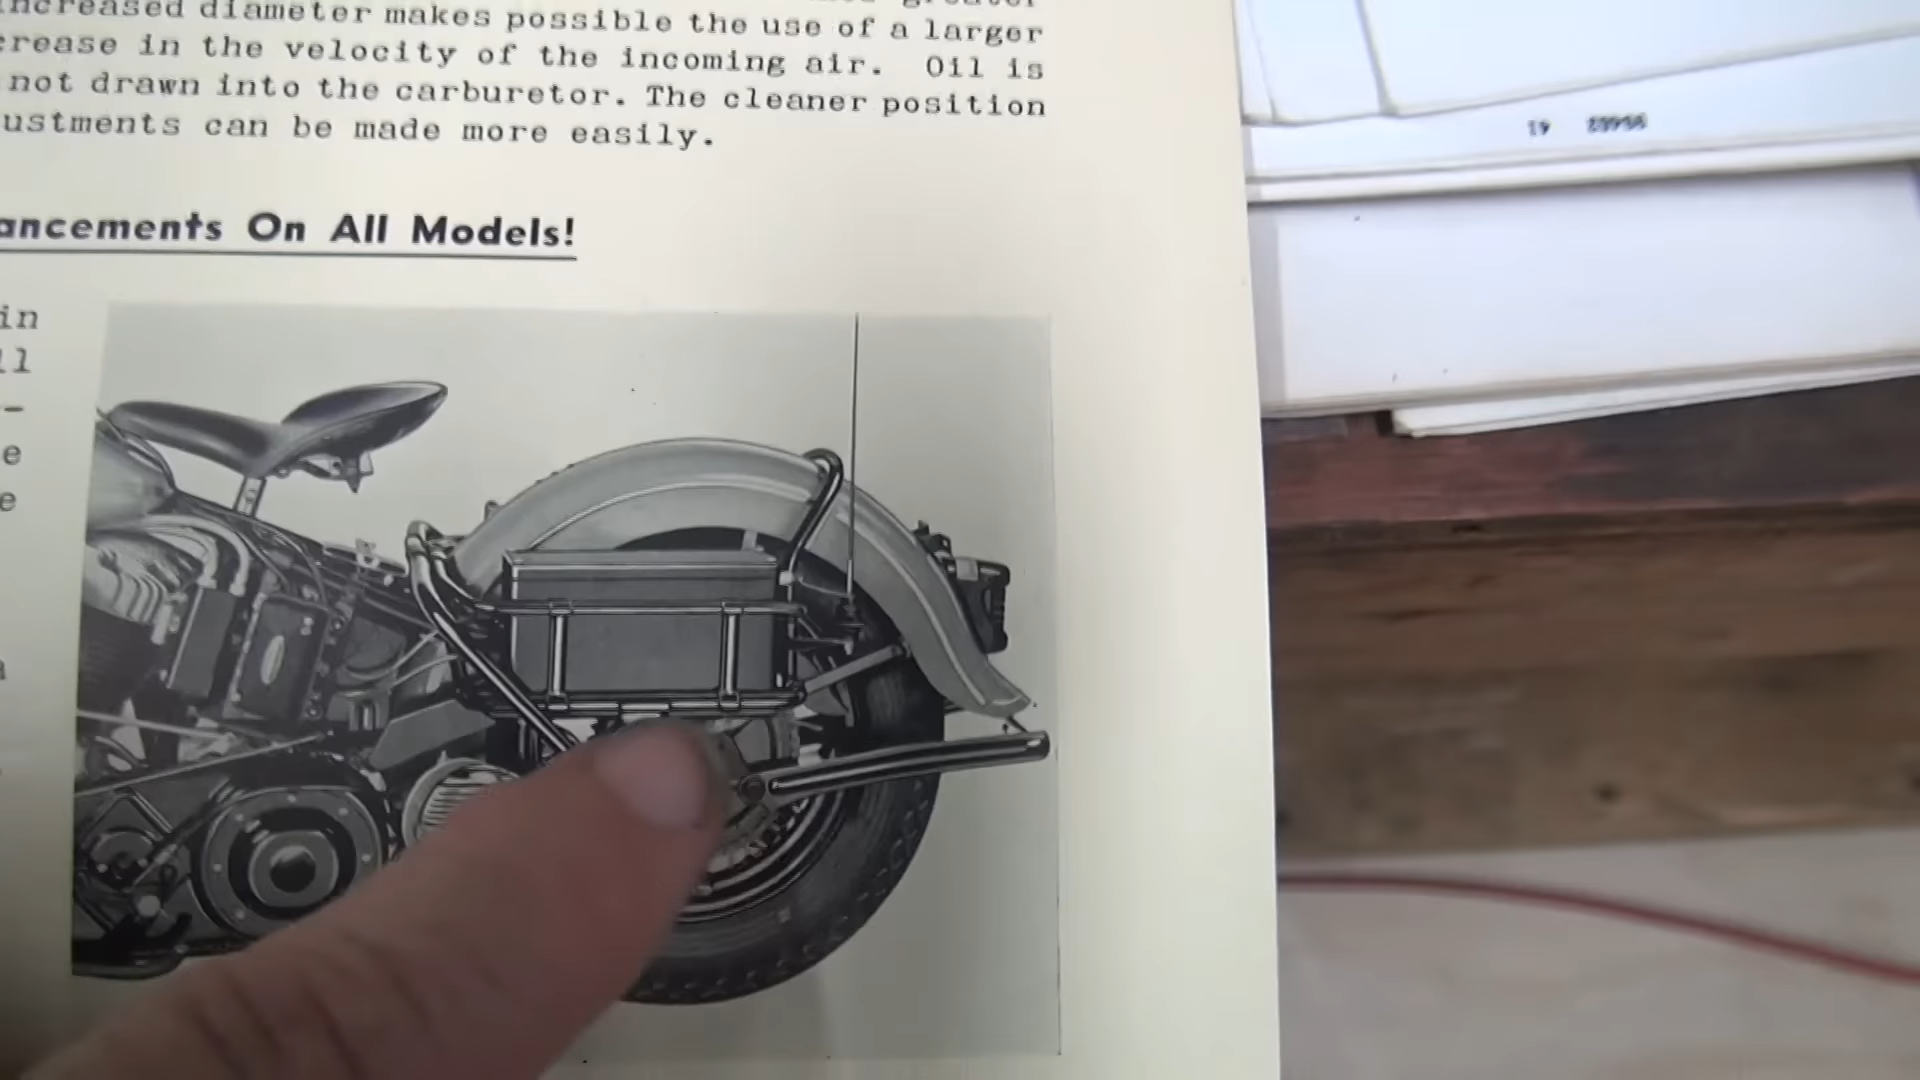 increased diameter makes possible the use of a larger
crease in the velocity of the incoming air. Oil is
not drawn into the carburetor. The cleaner position
ustments can be made more easily.
ancements On All Models!
in
ll
-
e
e
a